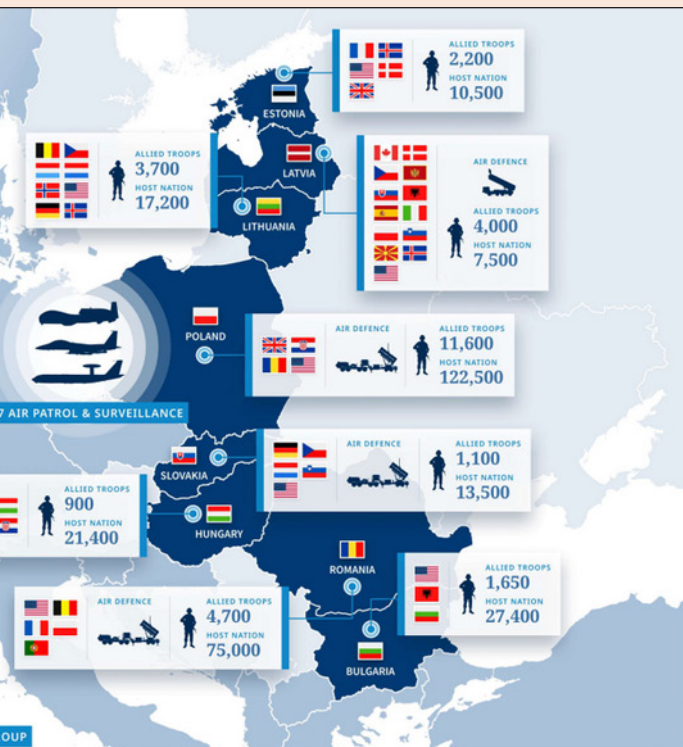 ALLIED TROOPS
2,200
HOST NATION
10,500
ESTONIA
ALLIED TROOPS
3,700
HOST NATION
17,200
LATVIA
AIR DEFENCE
ALLIED TROOPS
4,000
HOST NATION
7,500
LITHUANIA
POLAND
AIR DEFENCE
ALLIED TROOPS
11,600
HOST NATION
122,500
7 AIR PATROL & SURVEILLANCE
SLOVAKIA
AIR DEFENCE
ALLIED TROOPS
1,100
HOST NATION
13,500
ALLIED TROOPS
900
HOST NATION
21,400
HUNGARY
ROMANIA
ALLIED TROOPS
1,650
HOST NATION
27,400
AIR DEFENCE
ALLIED TROOPS
4,700
HOST NATION
75,000
BULGARIA
OUP